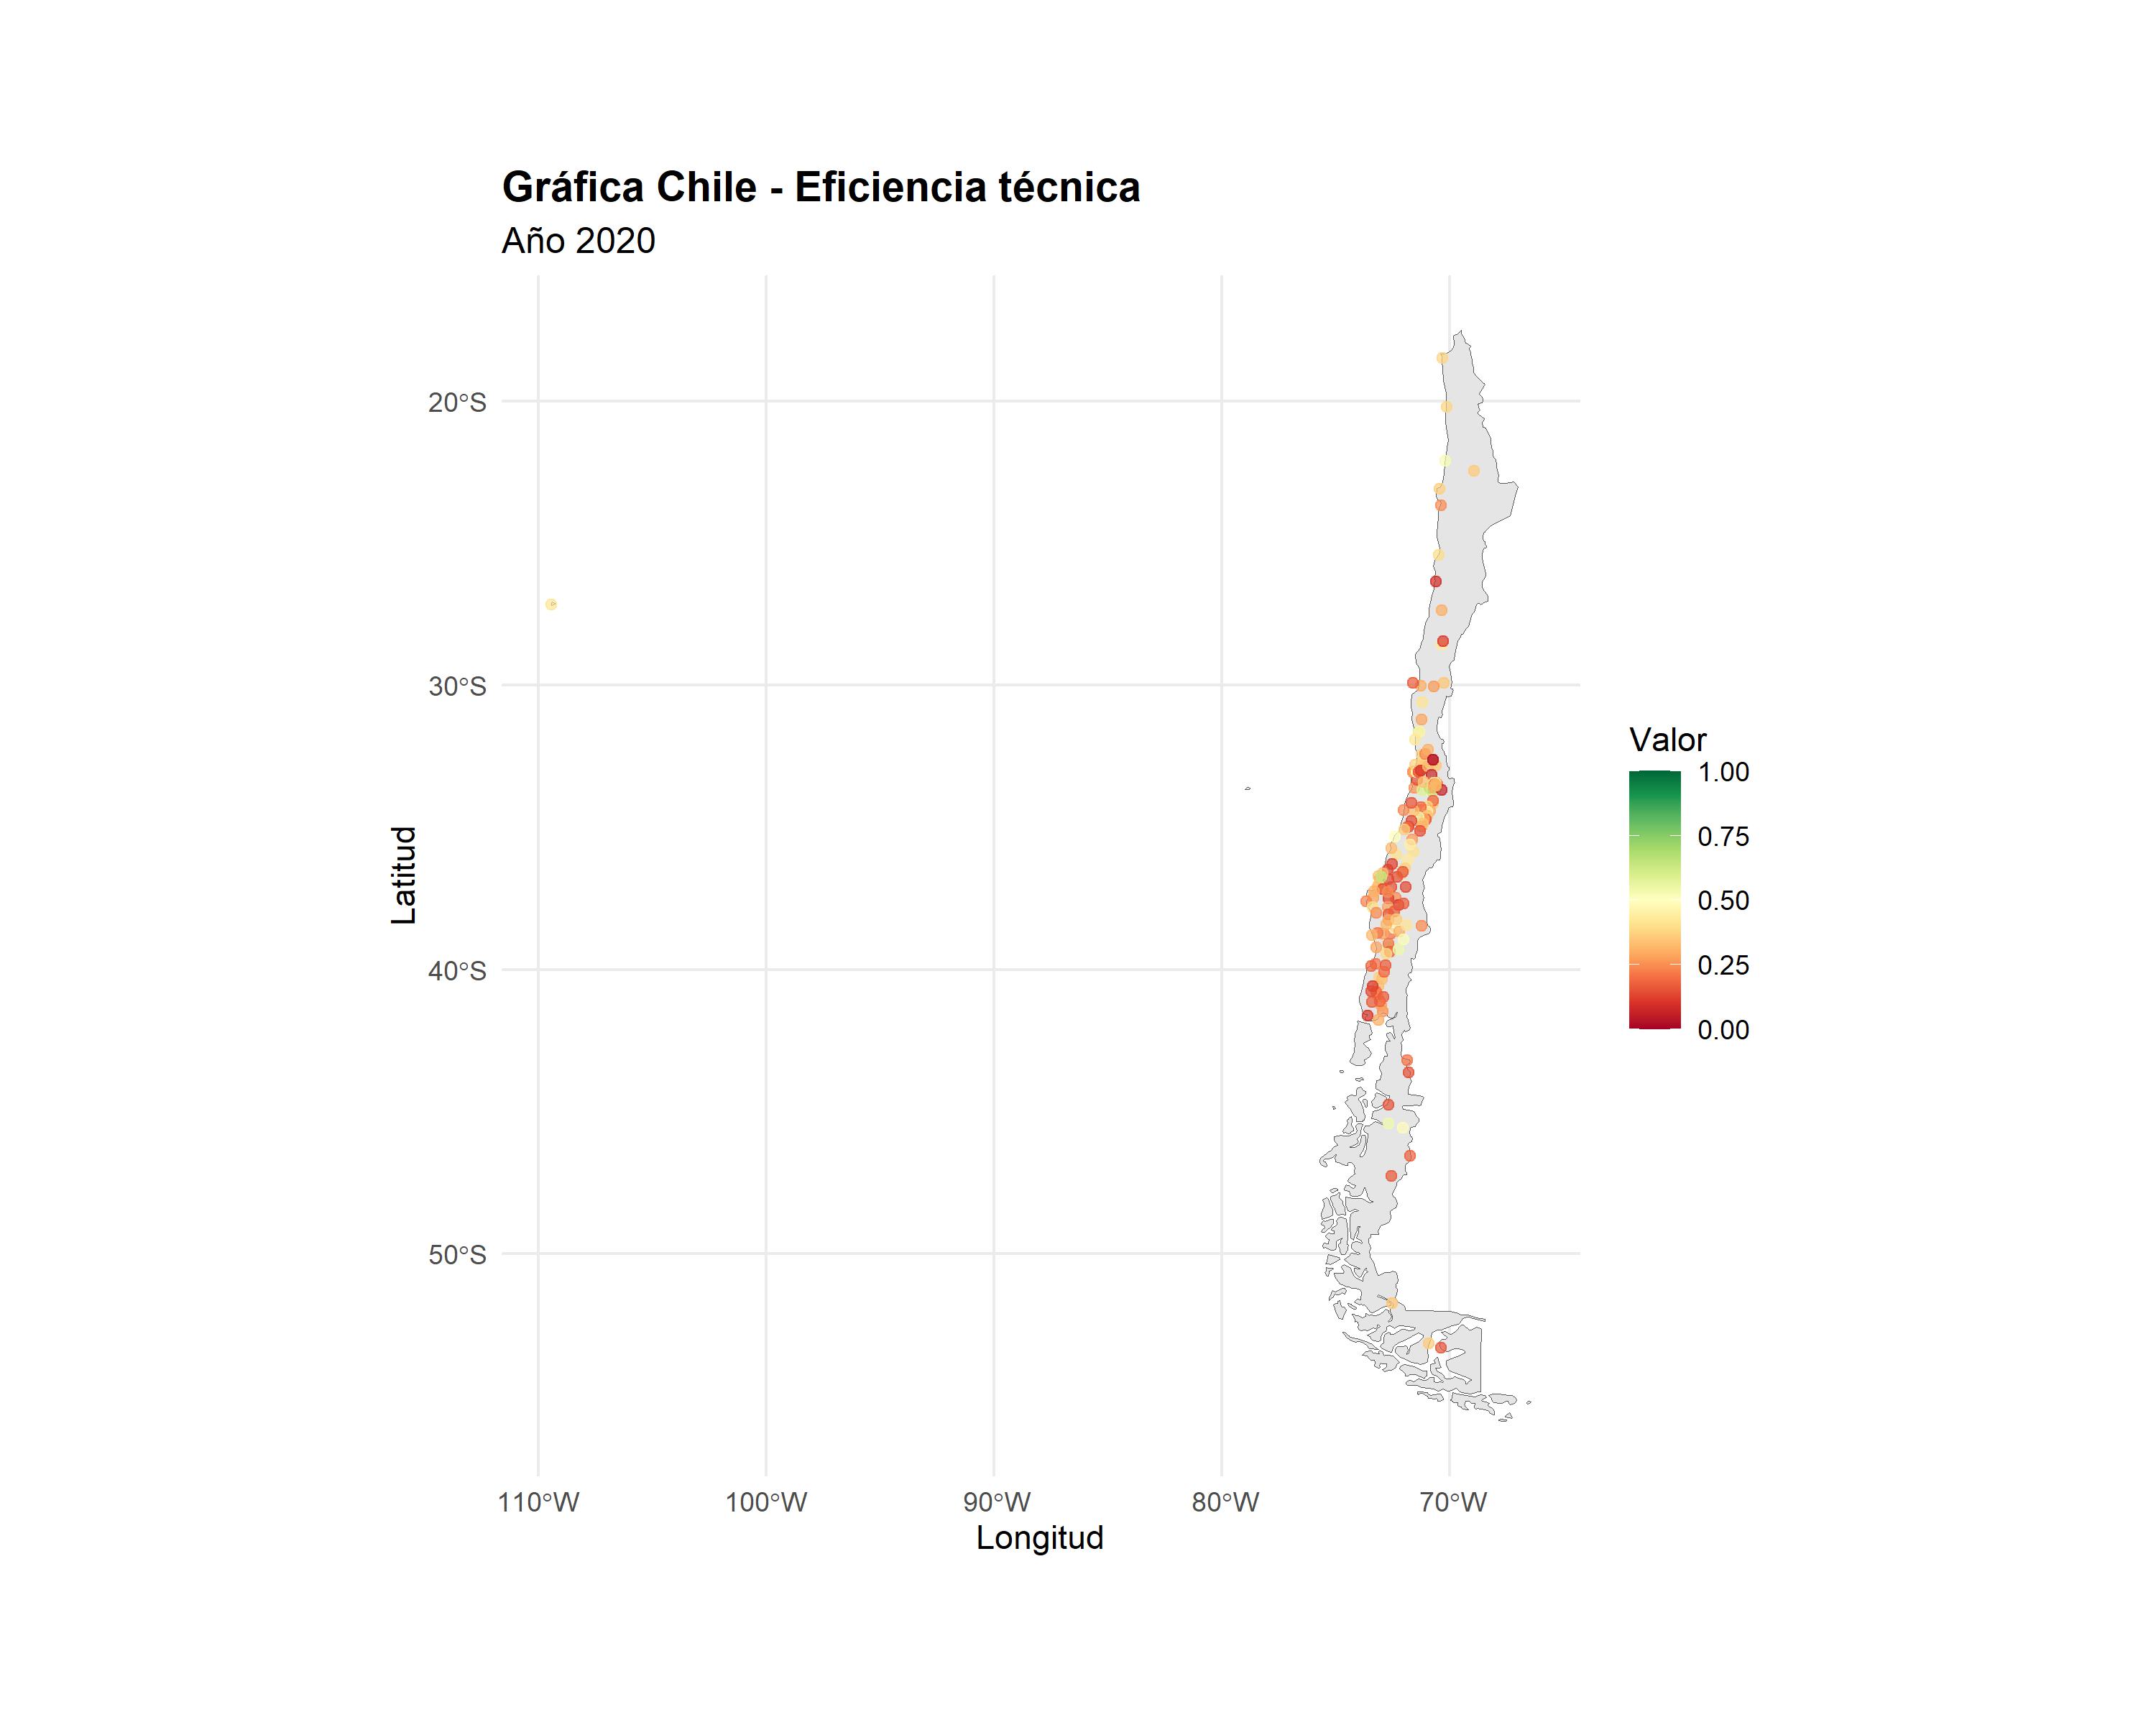 Gráfica Chile - Eficiencia técnica
Año 2020
20°S
30°S
40°S
50°S
Latitud
110°W
100°W
90°W
80°W
70°W
Longitud
Valor
1.00
0.75
0.50
0.25
0.00